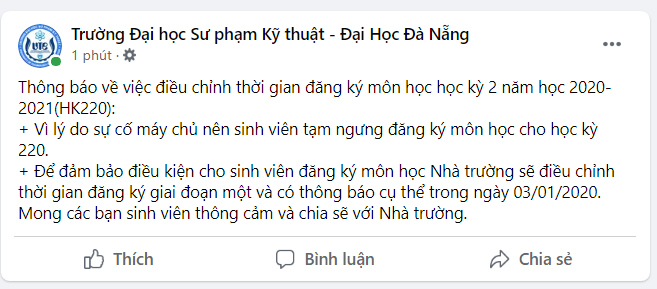 Trường Đại học Sư phạm Kỹ thuật - Đại Học Đà Nẵng
1 phút ·
Thông báo về việc điều chỉnh thời gian đăng ký môn học học kỳ 2 năm học 2020-
2021(HK220):
+ Vì lý do sự cố máy chủ nên sinh viên tạm ngưng đăng ký môn học cho học kỳ
220.
+ Để đảm bảo điều kiện cho sinh viên đăng ký môn học Nhà trường sẽ điều chỉnh
thời gian đăng ký giai đoạn một và có thông báo cụ thể trong ngày 03/01/2020.
Mong các bạn sinh viên thông cảm và chia sẽ với Nhà trường.
Thích Bình luận Chia sẻ